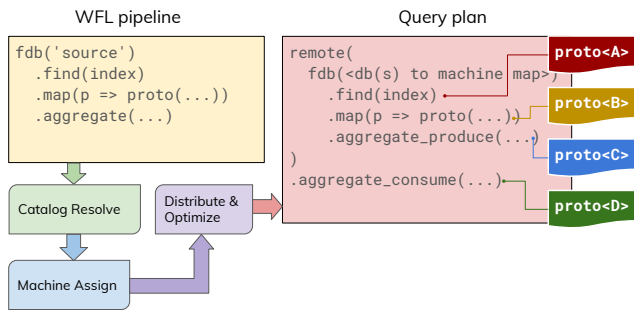 WFL pipeline
fdb('source')
.find(index)
.map(p => proto(...))
.aggregate(...)
Catalog Resolve
Machine Assign
Distribute &
Optimize
Query plan
remote(
fdb(<db(s) to machine map>)
.find(index)
.map(p => proto(...))
.aggregate_produce(...)
)
.aggregate_consume(...)
proto<A>
proto<B>
proto<C>
proto<D>